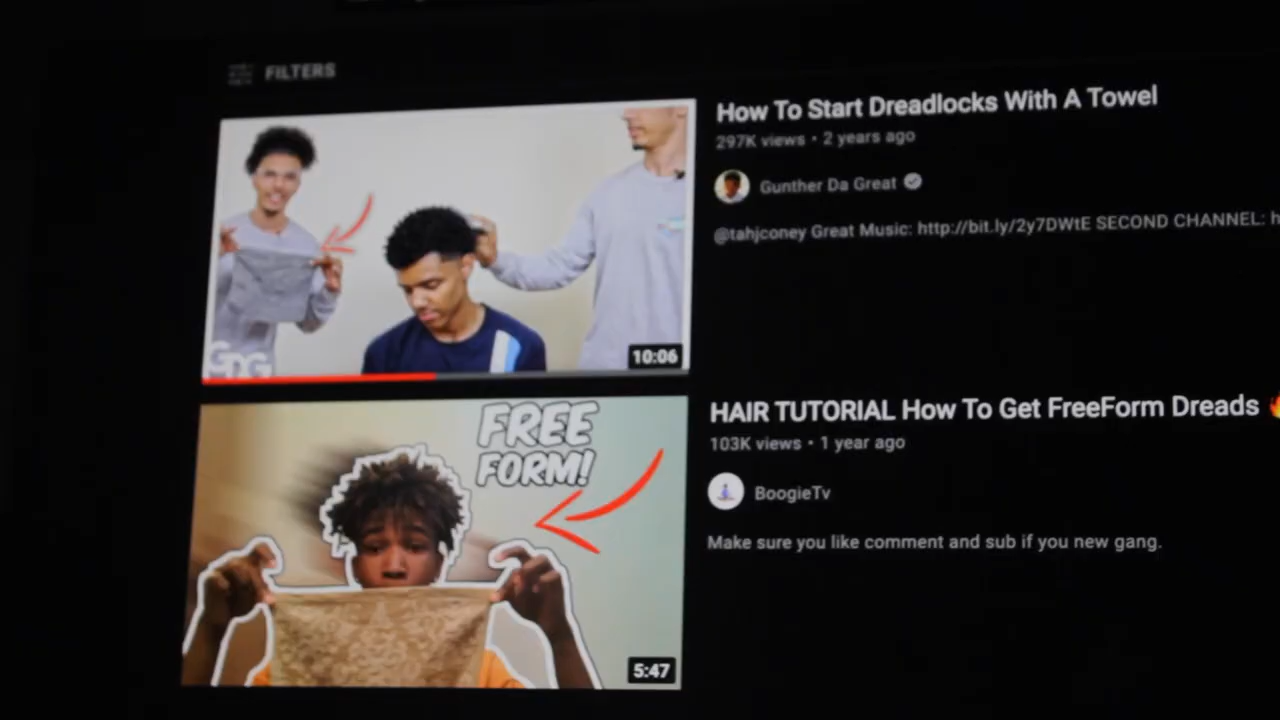 FILTERS
How To Start Dreadlocks With A Towel
297K views • 2 years ago
Gunther Da Great
@tahjconey Great Music: http://bit.ly/2y7DWtE SECOND CHANNEL: h
GDG
10:06
FREE
FORM!
HAIR TUTORIAL How To Get FreeForm Dreads 🔥
103K views • 1 year ago
BoogieTv
Make sure you like comment and sub if you new gang.
5:47